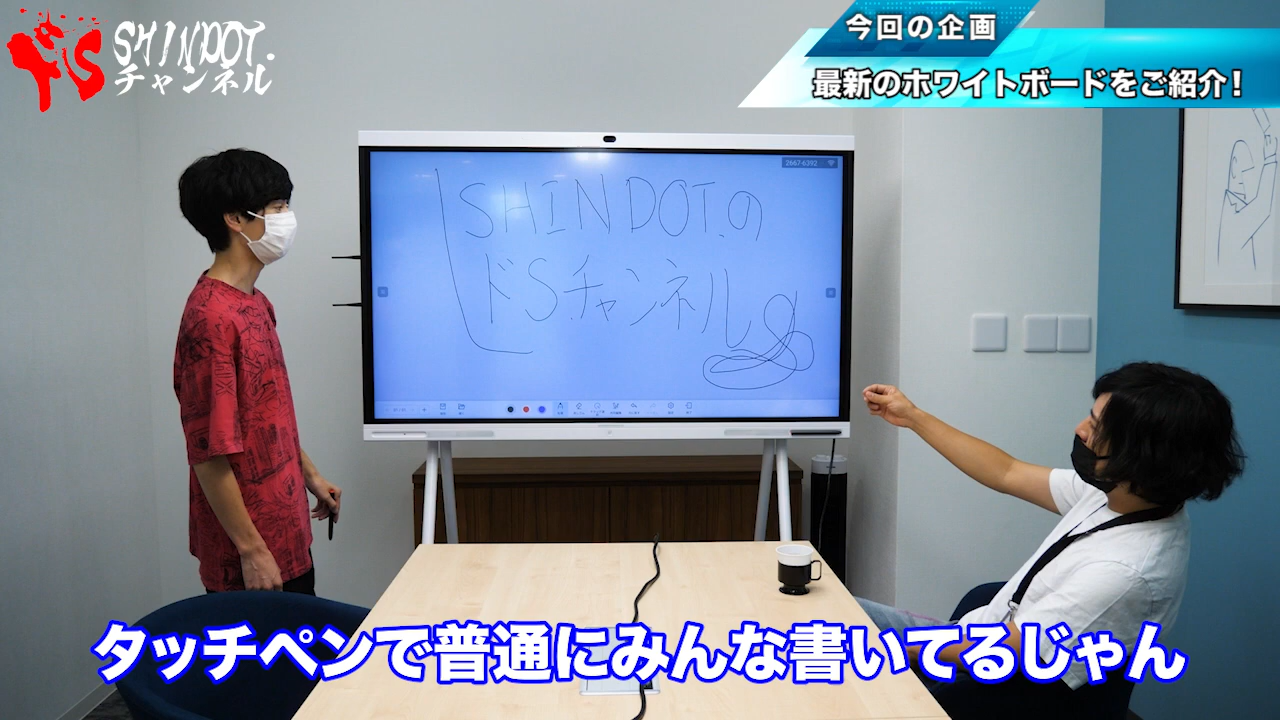 ドS
SHINDOT.
チャンネル
今回の企画
最新のホワイトボードをご紹介!
2667-6392
SHINDOT.の
ドSチャンネル
タッチペンで普通にみんな書いてるじゃん